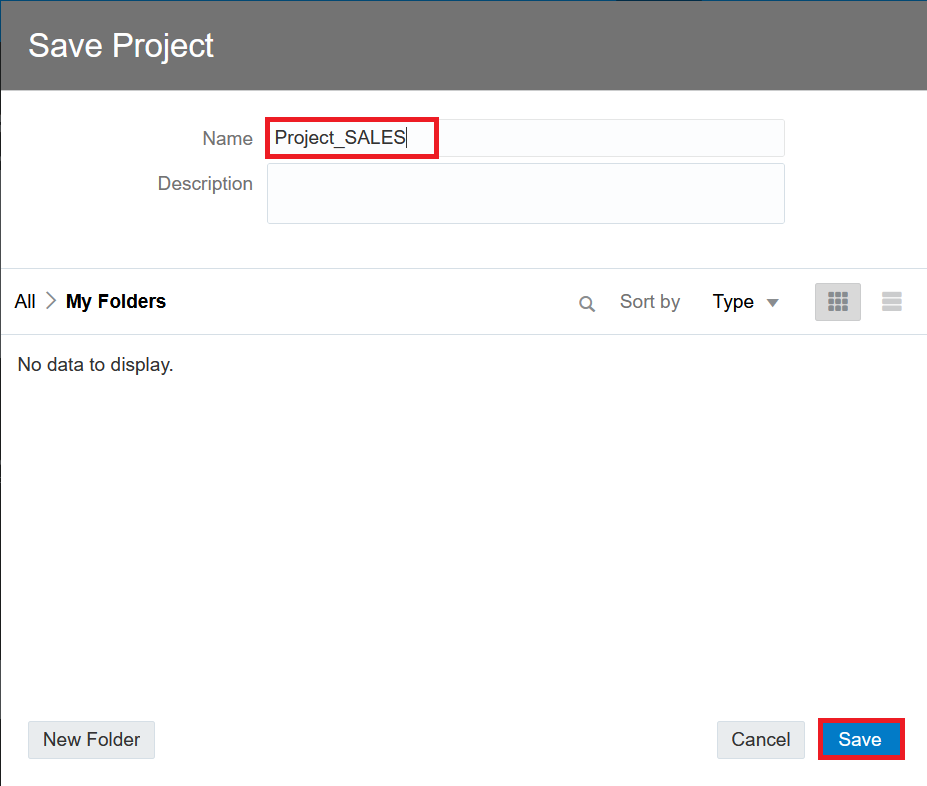 Save Project
Name Project_SALES
Description
All > My Folders Sort by Type
No data to display.
New Folder Cancel Save